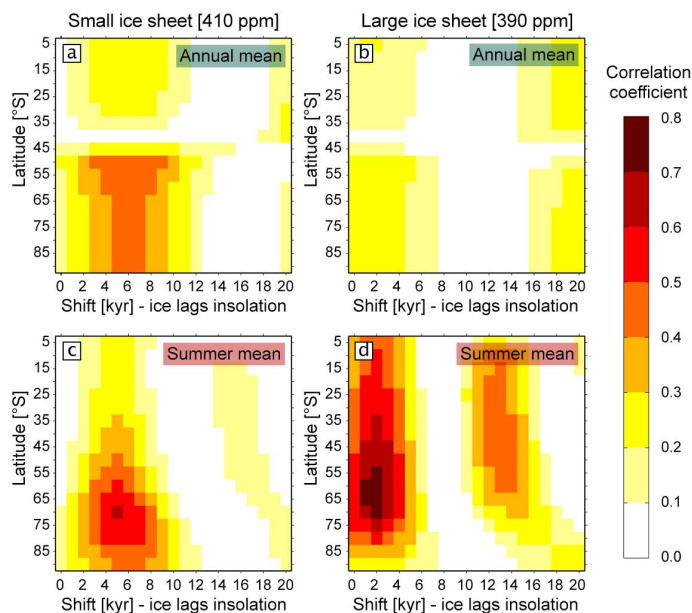 Small ice sheet [410 ppm]
Large ice sheet [390 ppm]
a
Annual mean
5
15
25
35
45
55
65
75
85
Latitude [°S]
0 2 4 6 8 10 12 14 16 18 20
Shift [kyr] - ice lags insolation
b
Annual mean
5
15
25
35
45
55
65
75
85
Latitude [°S]
0 2 4 6 8 10 12 14 16 18 20
Shift [kyr] - ice lags insolation
c
Summer mean
5
15
25
35
45
55
65
75
85
Latitude [°S]
0 2 4 6 8 10 12 14 16 18 20
Shift [kyr] - ice lags insolation
d
Summer mean
5
15
25
35
45
55
65
75
85
Latitude [°S]
0 2 4 6 8 10 12 14 16 18 20
Shift [kyr] - ice lags insolation
Correlation
coefficient
0.8
0.7
0.6
0.5
0.4
0.3
0.2
0.1
0.0